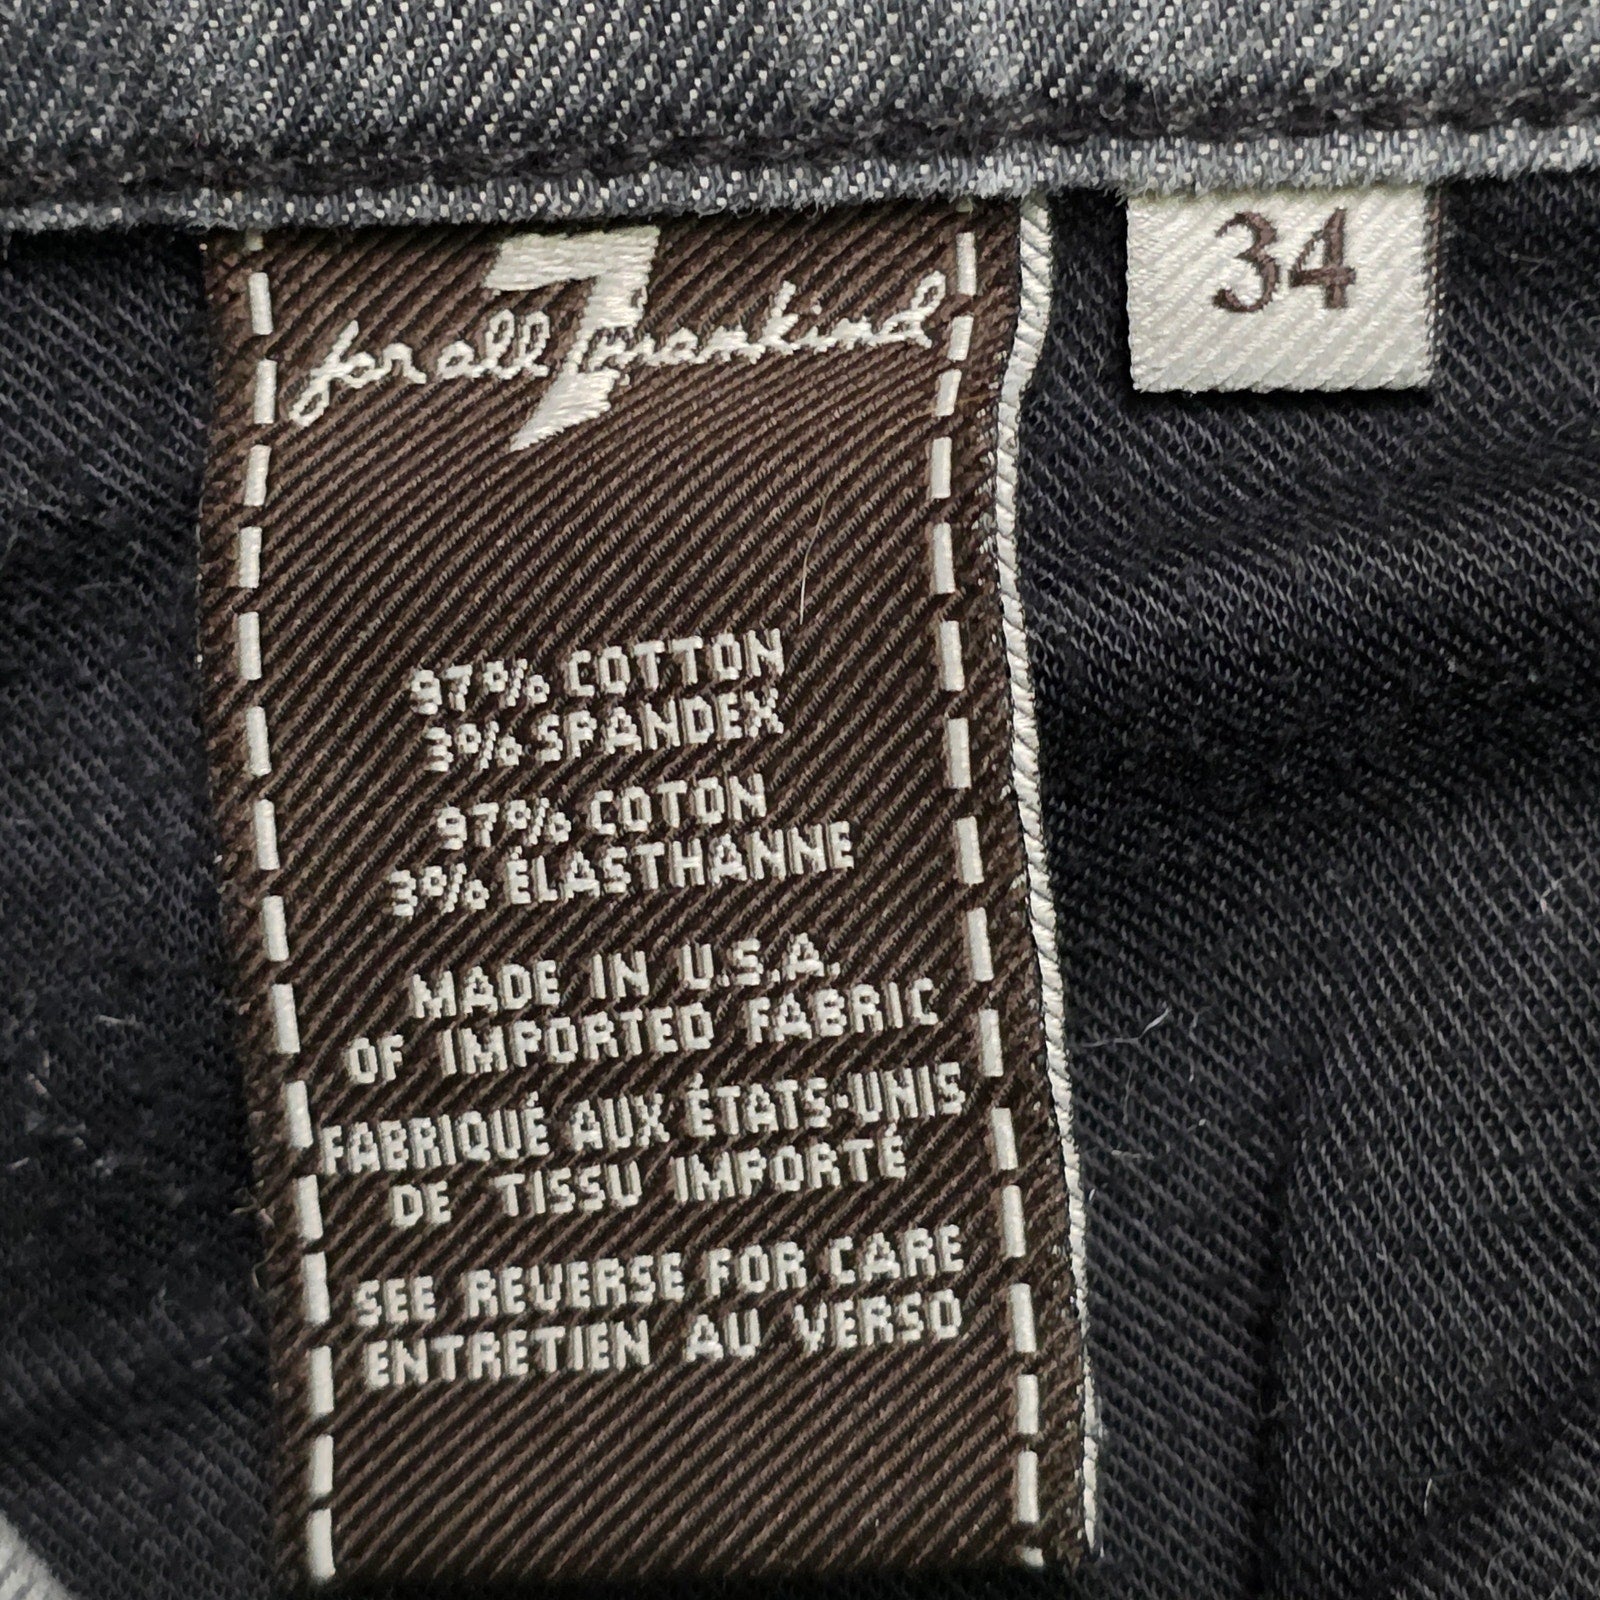 7
for all mankind
34
97% COTTON
3% SPANDEX
97% COTON
3% ÉLASTHANNE
MADE IN U.S.A.
OF IMPORTED FABRIC
FABRIQUÉ AUX ÉTATS-UNIS
DE TISSU IMPORTÉ
SEE REVERSE FOR CARE
ENTRETIEN AU VERSO